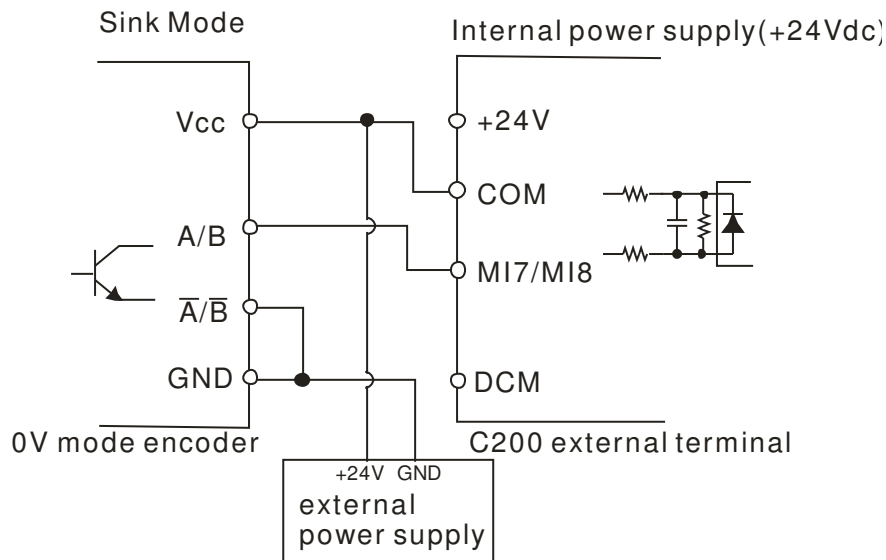 Sink Mode
Internal power supply(+24Vdc)
Vcc
+24V
COM
A/B
MI7/MI8
A̅/B̅
GND
DCM
0V mode encoder
C200 external terminal
+24V GND
external
power supply